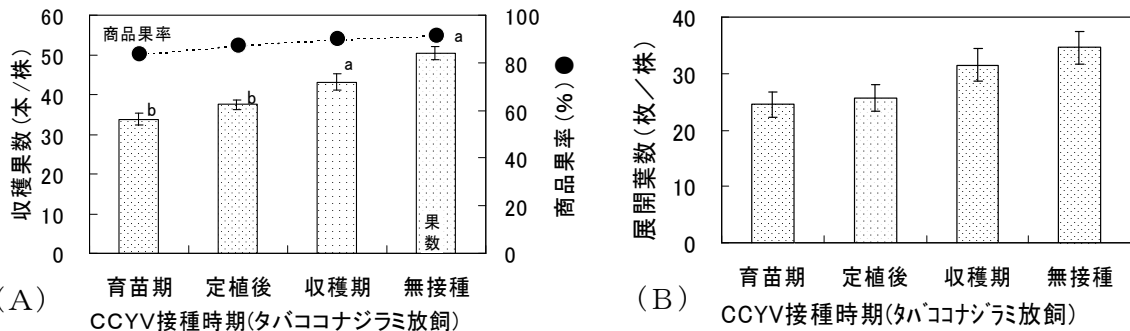 商品果率
収穫果数(本/株)
60
50
40
30
20
10
0
b
b
a
a
果数
100
80
60
40
20
0
●商品果率(%)
育苗期 定植後 収穫期 無接種
CCYV接種時期(タバココナジラミ放飼)
(A)
展開葉数(枚/株)
40
30
20
10
0
育苗期 定植後 収穫期 無接種
CCYV接種時期(タバココナジラミ放飼)
(B)